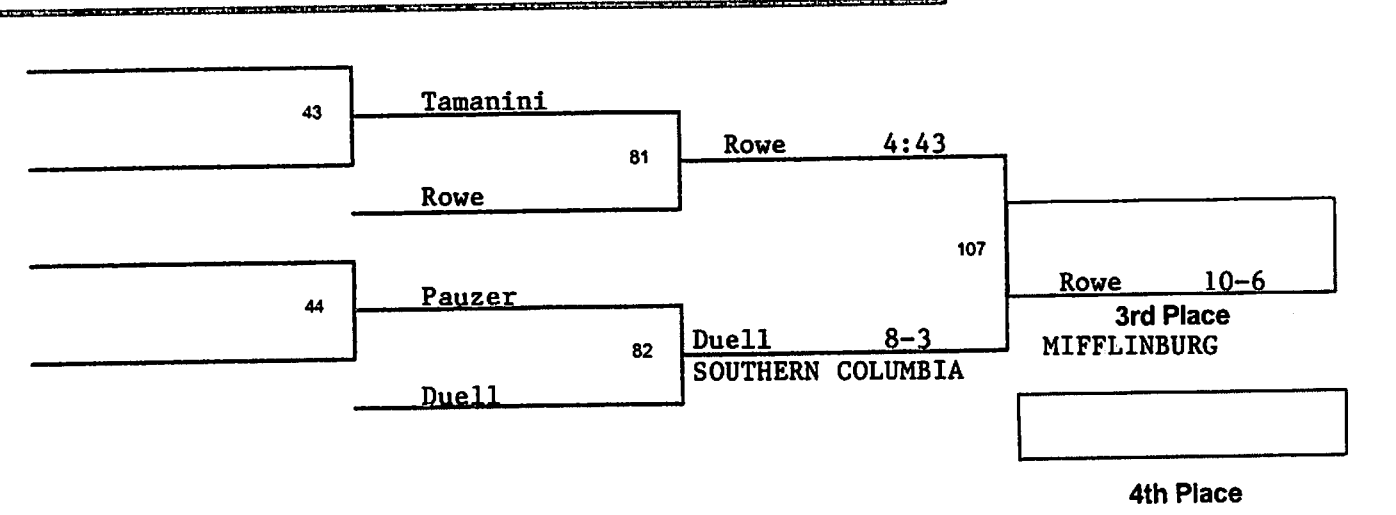 43
Tamanini
81
Rowe 4:43
Rowe
107
Rowe 10-6
3rd Place
MIFFLINBURG
44
Pauzer
82
Duell 8-3
SOUTHERN COLUMBIA
Duell
4th Place